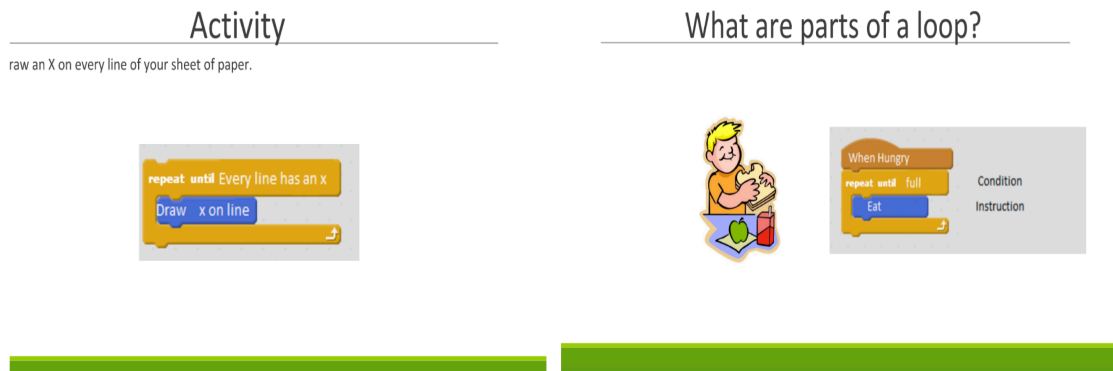 Activity
raw an X on every line of your sheet of paper.
repeat until Every line has an x
Draw x on line
What are parts of a loop?
When Hungry
repeat until full
Condition
Eat
Instruction